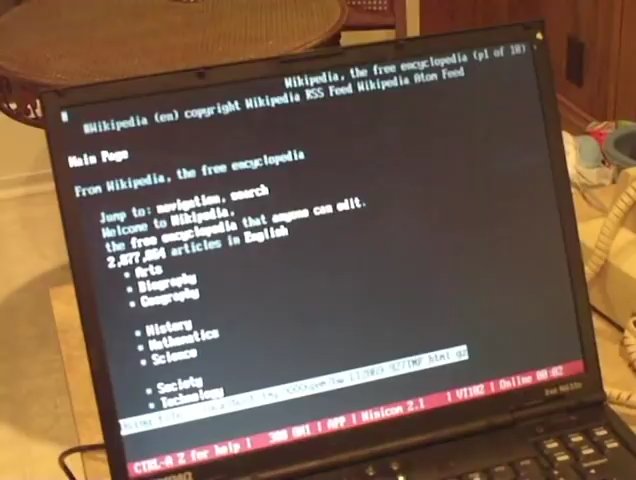 Wikipedia, the free encyclopedia (p1 of 10)
#Wikipedia (en) copyright Wikipedia RSS Feed Wikipedia Atom Feed
Main Page
From Wikipedia, the free encyclopedia
Jump to: navigation, search
Welcome to Wikipedia,
the free encyclopedia that anyone can edit.
2,877,864 articles in English
* Arts
* Biography
* Geography
* History
* Mathematics
* Science
* Society
* Technology
CTRL-A Z for help | 300 8N1 | APP | Minicom 2.1 | VT102 | Online 00:02